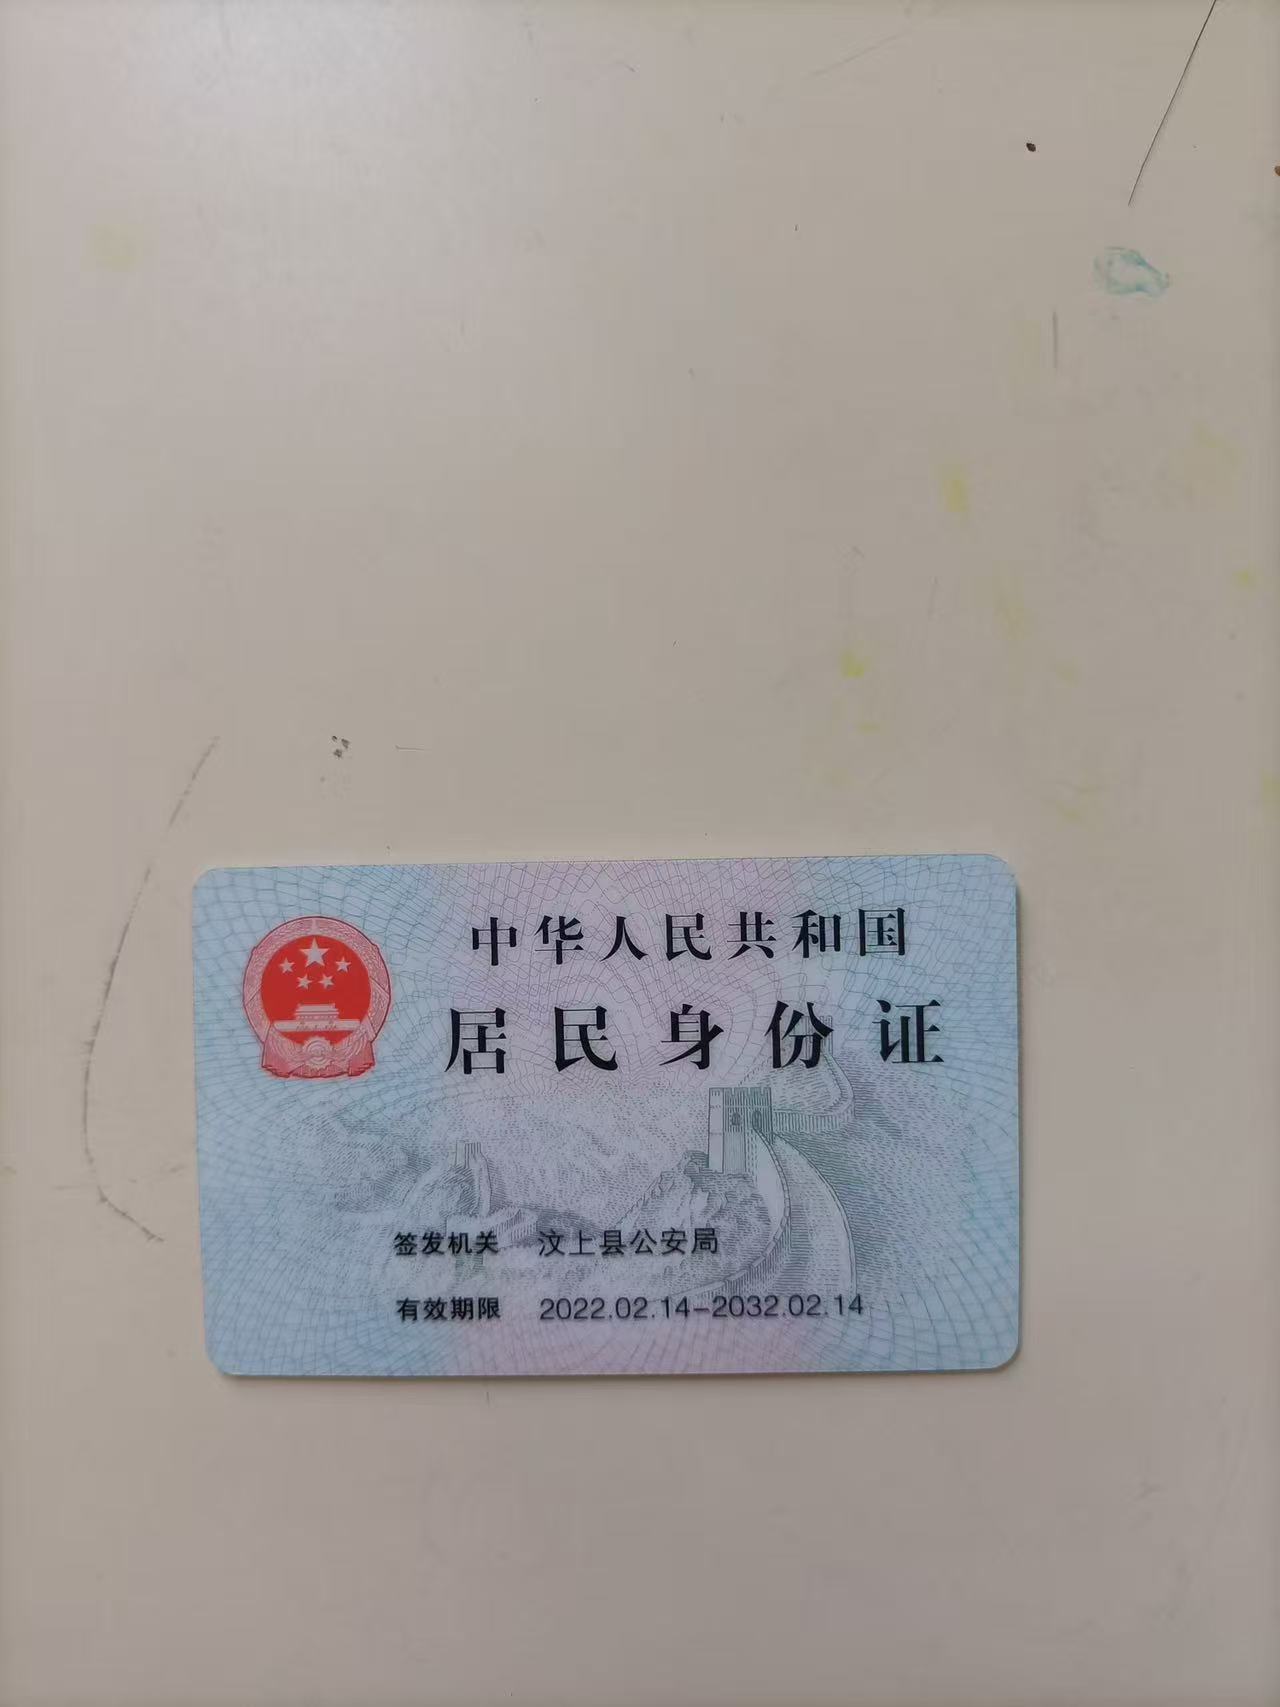 中华人民共和国
居民身份证
签发机关 汶上县公安局
有效期限 2022.02.14-2032.02.14